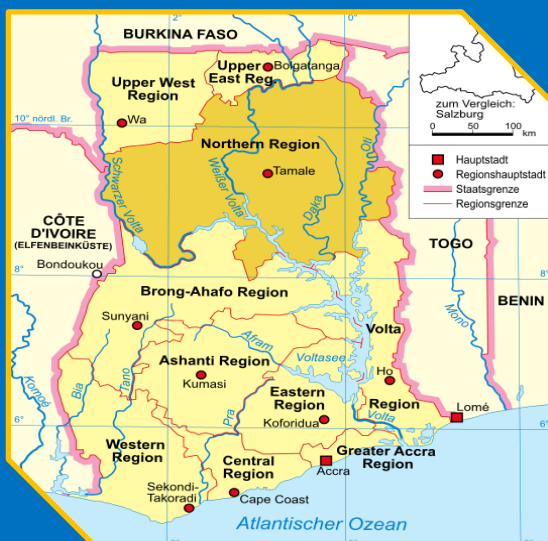 2°
0°
BURKINA FASO
Upper
East Reg.
Bolgatanga
Upper West
Region
Wa
10° nördl. Br.
Northern Region
Tamale
Schwarzer Volta
Weißer Volta
Daka
Oti
zum Vergleich:
Salzburg
0 50 100
km
Hauptstadt
Regionshauptstadt
Staatsgrenze
Regionsgrenze
CÔTE
D'IVOIRE
(ELFENBEINKÜSTE)
Bondoukou
TOGO
BENIN
8°
8°
Brong-Ahafo Region
Sunyani
Volta
Mono
Afram
Voltasee
Ashanti Region
Kumasi
Komoé
Bia
Tano
Pra
Eastern
Region
Koforidua
Ho
Region
Volta
Lomé
6°
6°
Western
Region
Central
Region
Greater Accra
Region
Accra
Sekondi-
Takoradi
Cape Coast
Atlantischer Ozean